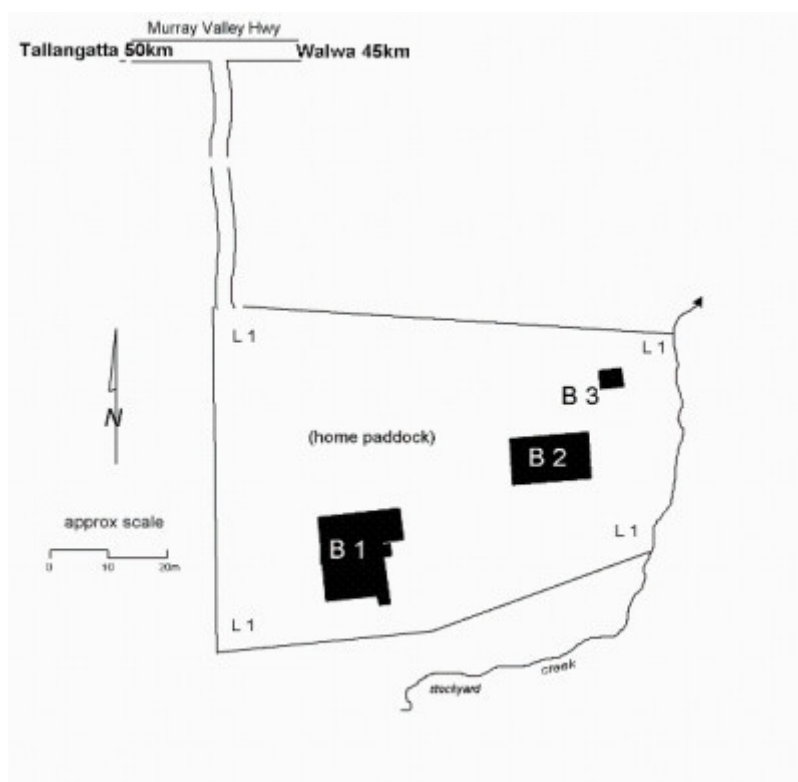 Murray Valley Hwy
Tallangatta 50km Walwa 45km
L 1
L 1
B 3
N
(home paddock)
B 2
approx scale
0 10 20m
B 1
L 1
L 1
stockyard creek